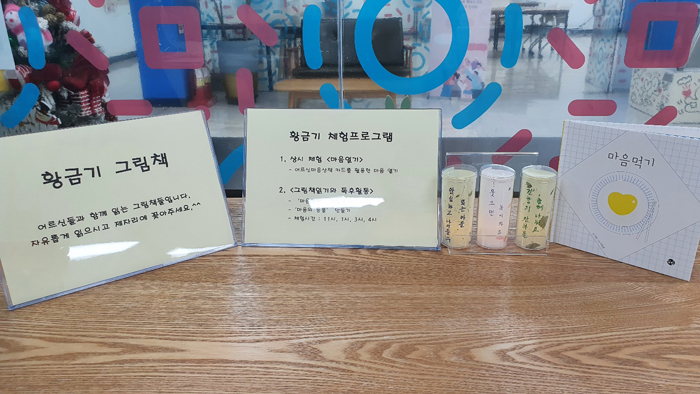 황금기 그림책
어르신들과 함께 읽는 그림책들입니다.
자유롭게 읽으시고 제자리에 꽂아주세요.^^
황금기 체험프로그램
1. 상시 체험 <마음열기>
- 어르신마음산책 카드를 활용한 마음 열기
2. <그림책읽기와 독후활동>
- 체험시간 : 11시, 1시, 3시, 4시
마음먹기